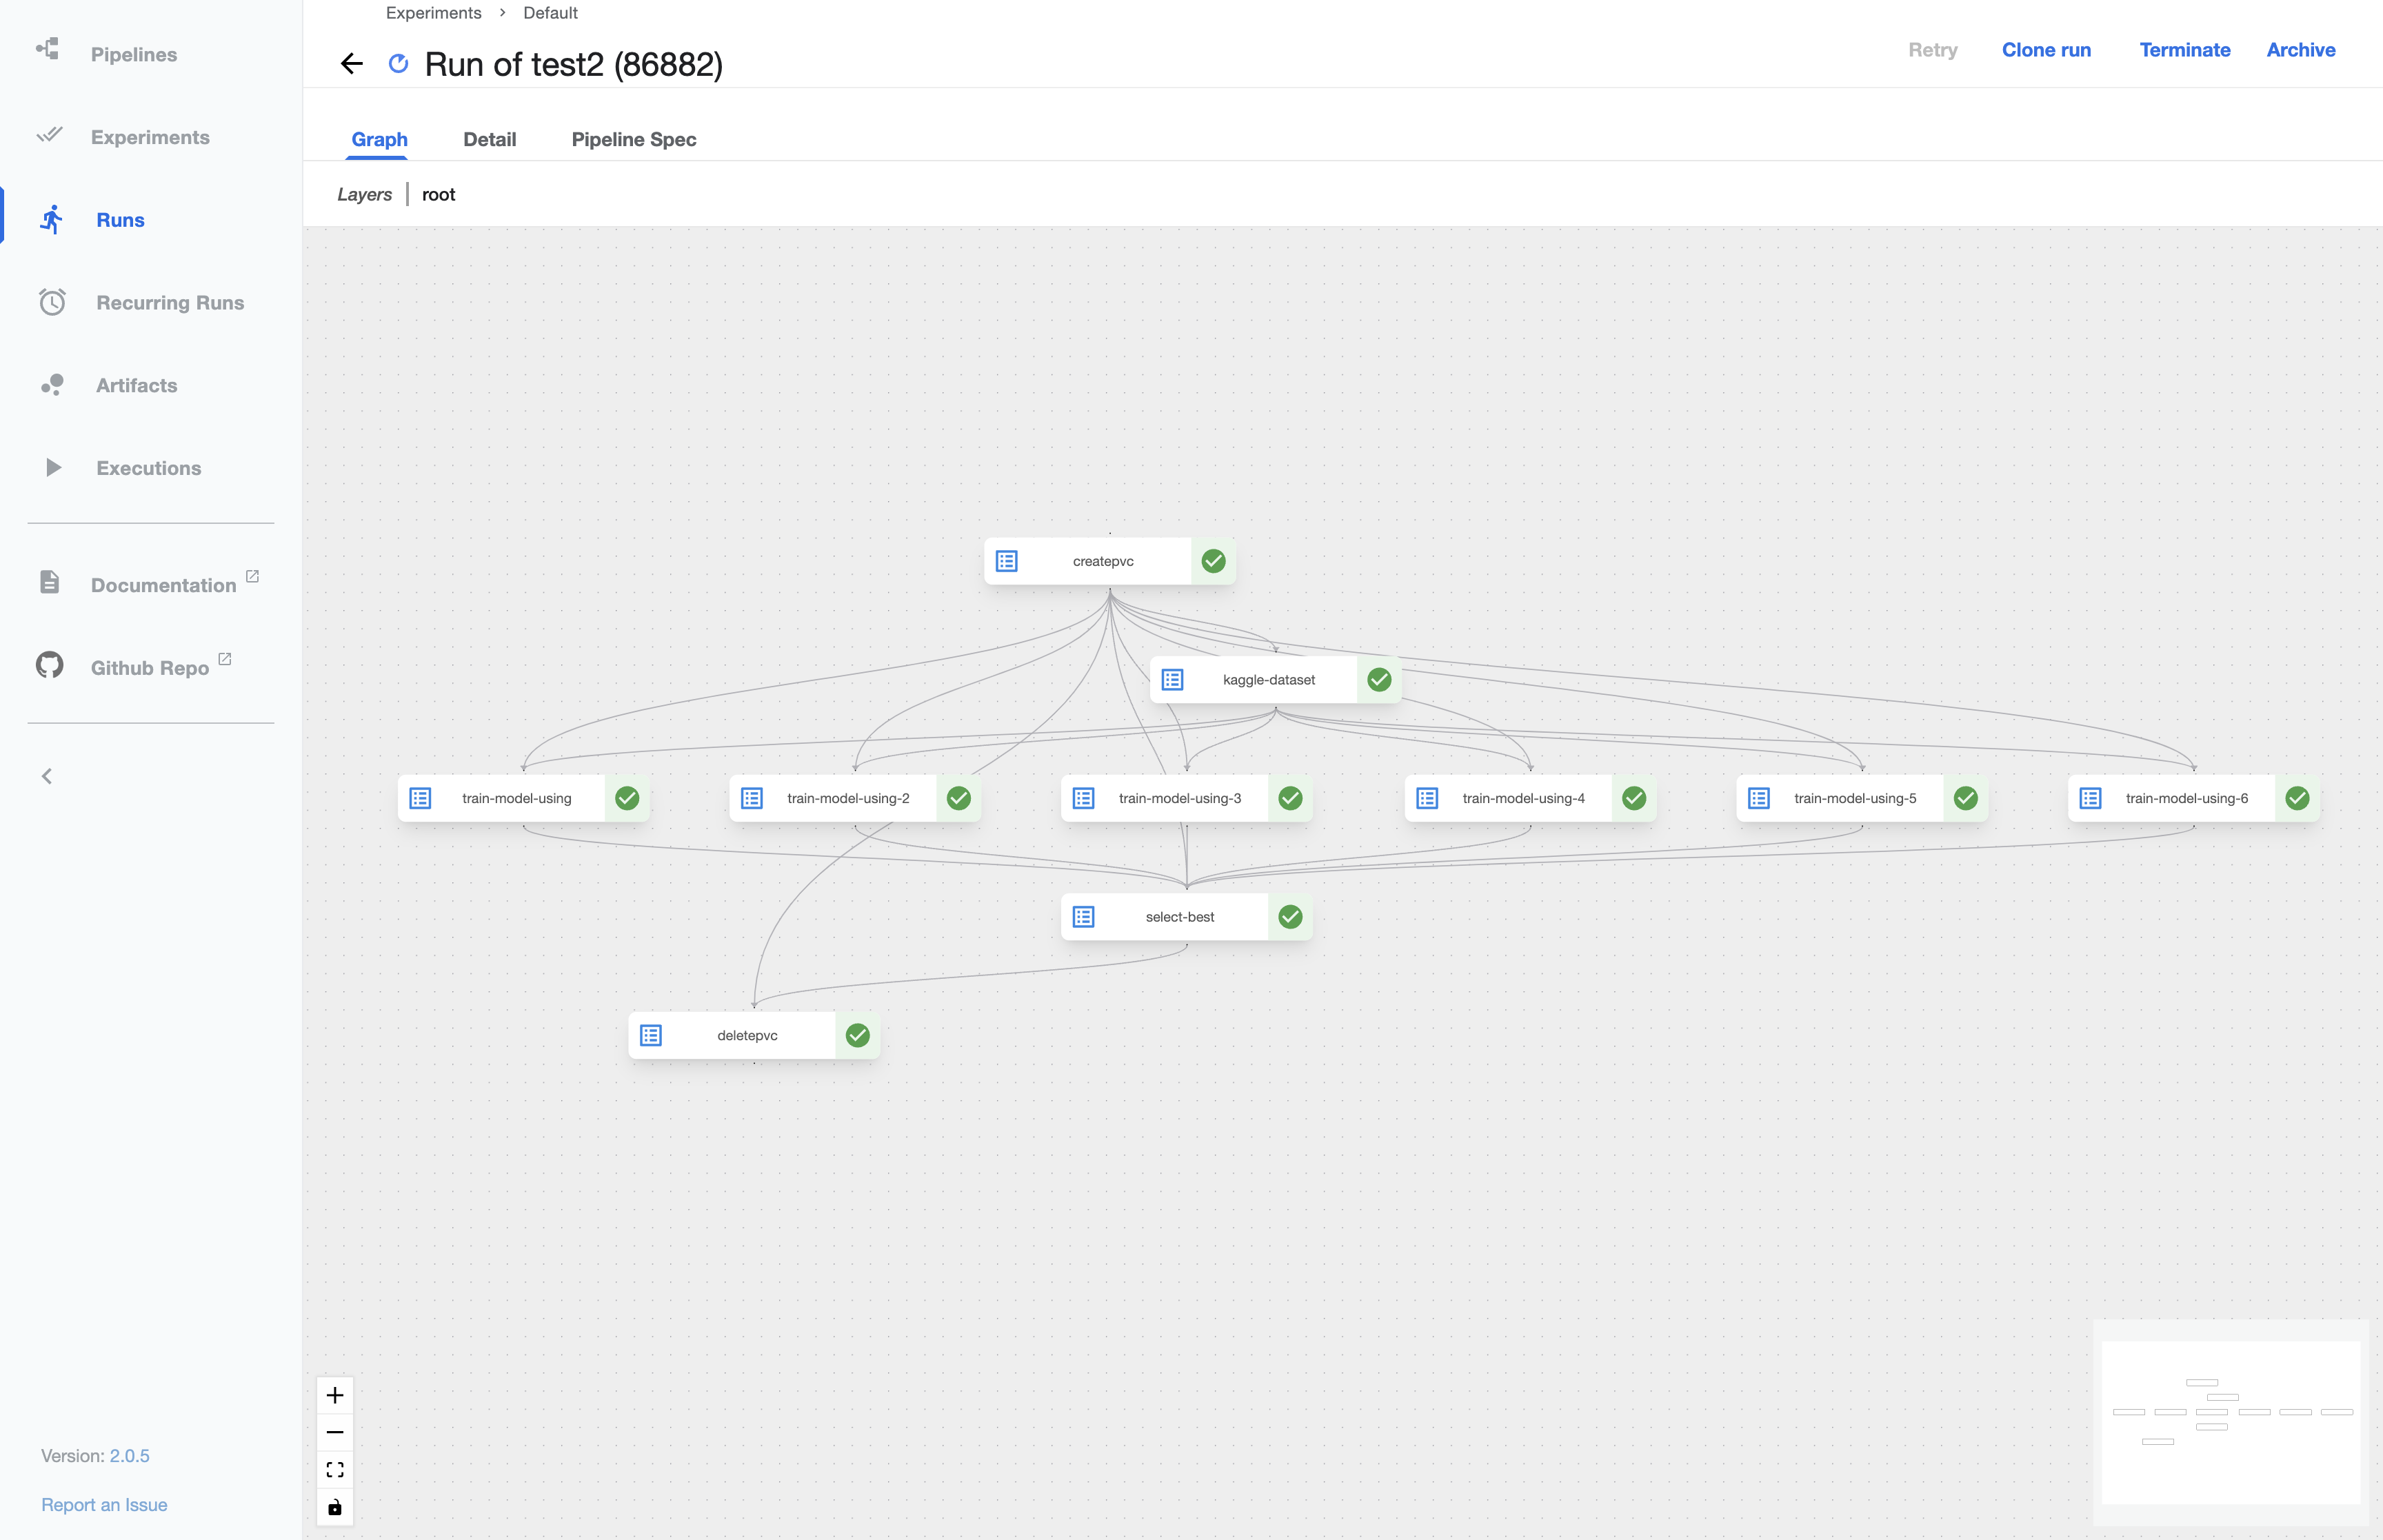 Pipelines
Experiments
Runs
Recurring Runs
Artifacts
Executions
Documentation
Github Repo
Version: 2.0.5
Report an Issue
Experiments > Default
Run of test2 (86882)
Retry Clone run Terminate Archive
Graph Detail Pipeline Spec
Layers | root
createpvc
kaggle-dataset
train-model-using train-model-using-2 train-model-using-3 train-model-using-4 train-model-using-5 train-model-using-6
select-best
deletepvc